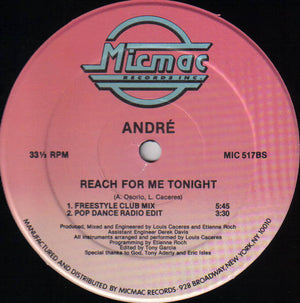 Micmac
RECORDS INC.
ANDRÉ
33⅓ RPM
MIC 517BS
REACH FOR ME TONIGHT
(A. Osorio, L. Caceres)
1. FREESTYLE CLUB MIX 5:45
2. POP DANCE RADIO EDIT 3:30
Produced, Mixed and Engineered by Louis Caceres and Etienne Roch
Assistant Engineer Derek Davis
All instruments arranged and performed by Louis Caceres
Programming by Etienne Roch
Edited by Tony Garcia
Special thanks to God, Tony Aderly and Eric Isles
MANUFACTURED AND DISTRIBUTED BY MICMAC RECORDS · 928 BROADWAY/NEW YORK, NY 10010